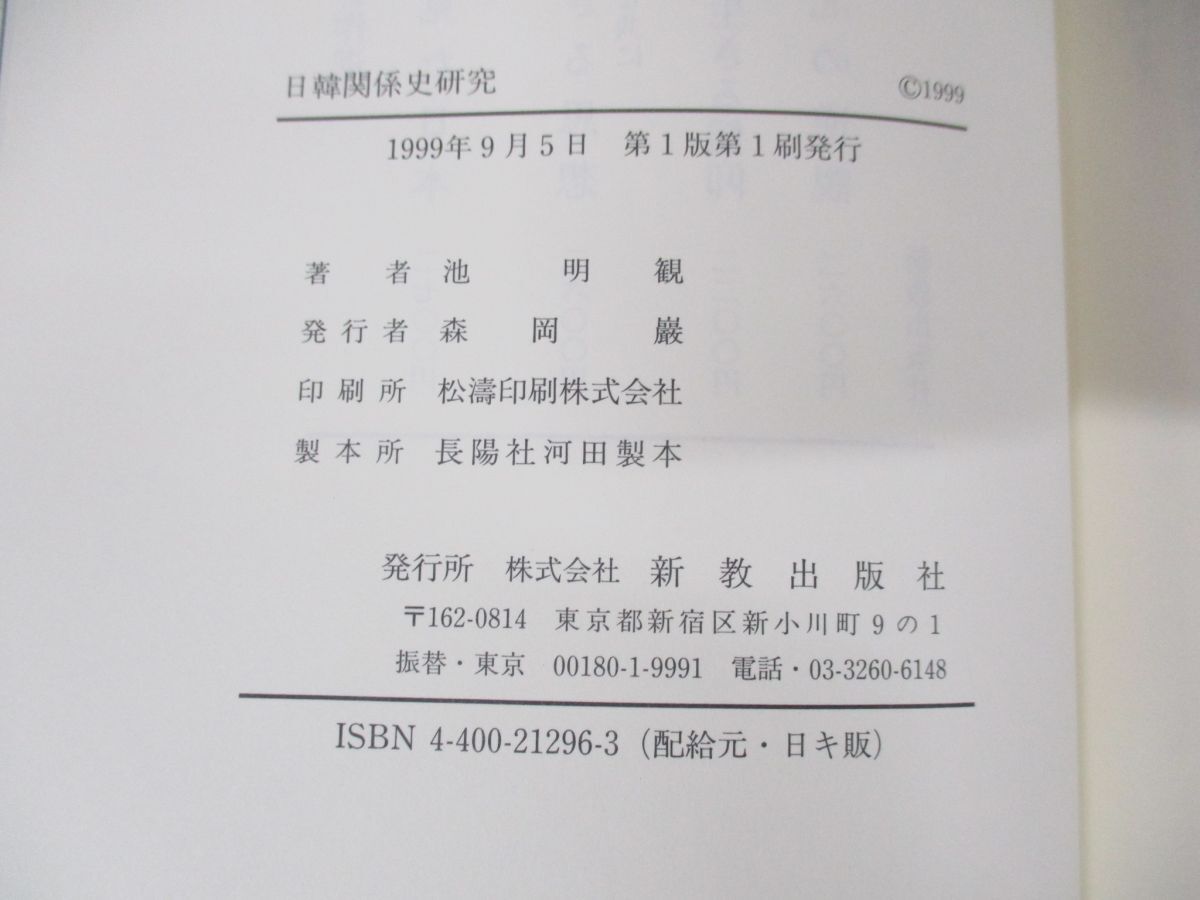 日韓関係史研究 ©1999
1999年9月5日 第1版第1刷発行
著者 池明観
発行者 森岡巖
印刷所 松濤印刷株式会社
製本所 長陽社河田製本
発行所 株式会社 新教出版社
〒162-0814 東京都新宿区新小川町9の1
振替・東京 00180-1-9991 電話・03-3260-6148
ISBN 4-400-21296-3（配給元・日キ販）